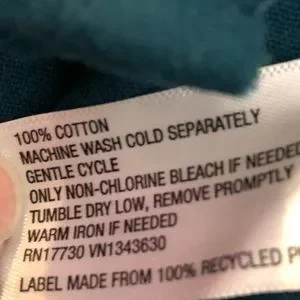 100% COTTON
MACHINE WASH COLD SEPARATELY
GENTLE CYCLE
ONLY NON-CHLORINE BLEACH IF NEEDED
TUMBLE DRY LOW, REMOVE PROMPTLY
WARM IRON IF NEEDED
RN17730 VN1343630
LABEL MADE FROM 100% RECYCLED